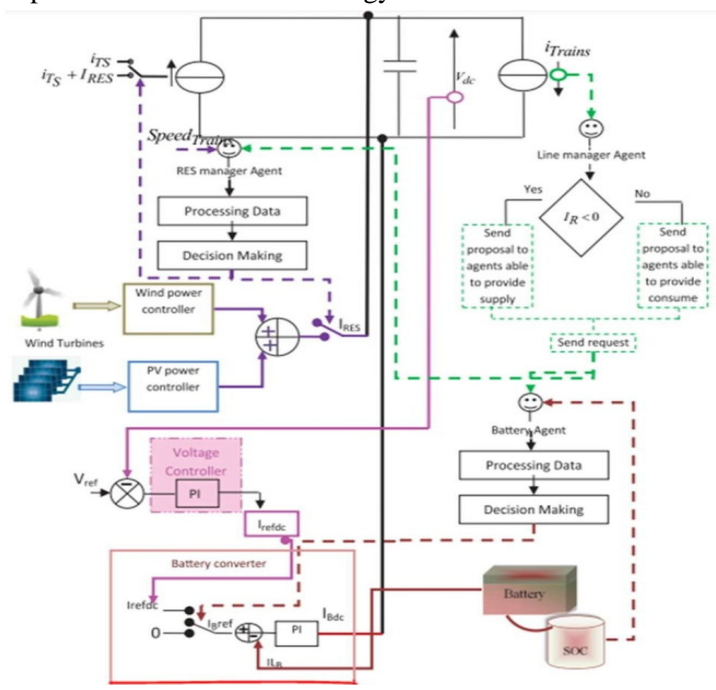 iTS
iTS + IRES
Vdc
iTrains
SpeedTrains
RES manager Agent
Processing Data
Decision Making
Line manager Agent
Yes
No
IR<0
Send
proposal to
agents able
to provide
supply
Send
proposal to
agents able
to provide
consume
Send request
Wind power
controller
Wind Turbines
IRES
PV power
controller
Battery Agent
Processing Data
Decision Making
Voltage
Controller
Vref
PI
Irefdc
Battery converter
Irefdc
0
IBref
PI
IBdc
ILB
Battery
SOC